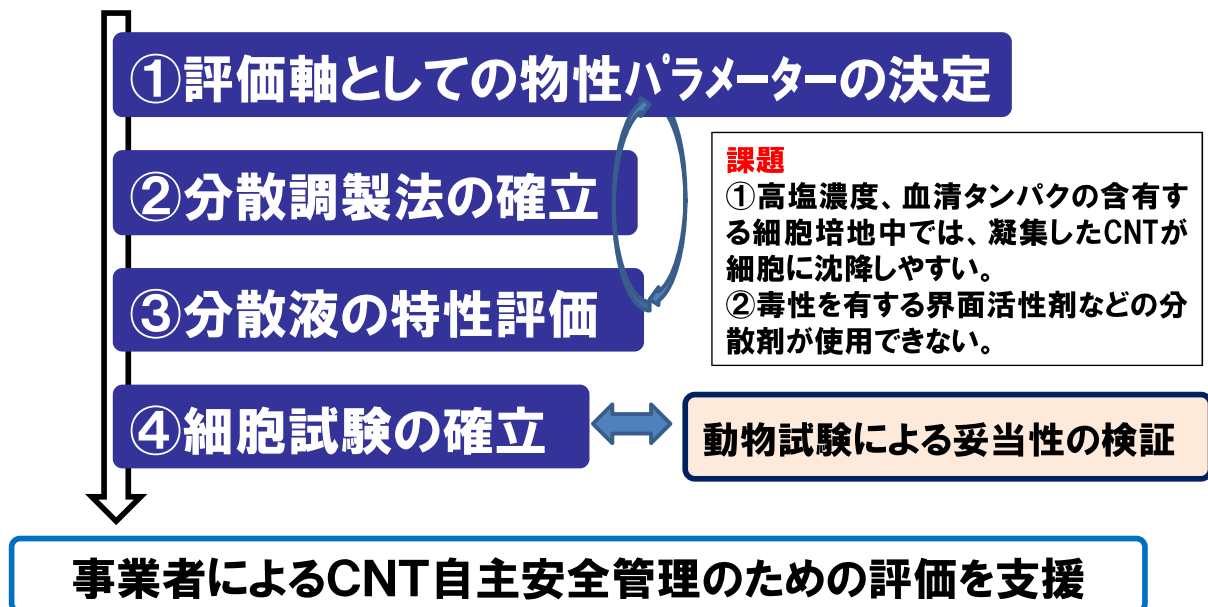 ①評価軸としての物性パラメーターの決定
②分散調製法の確立
③分散液の特性評価
課題
①高塩濃度、血清タンパクの含有す
る細胞培地中では、凝集したCNTが
細胞に沈降しやすい。
②毒性を有する界面活性剤などの分
散剤が使用できない。
④細胞試験の確立
動物試験による妥当性の検証
事業者によるCNT自主安全管理のための評価を支援